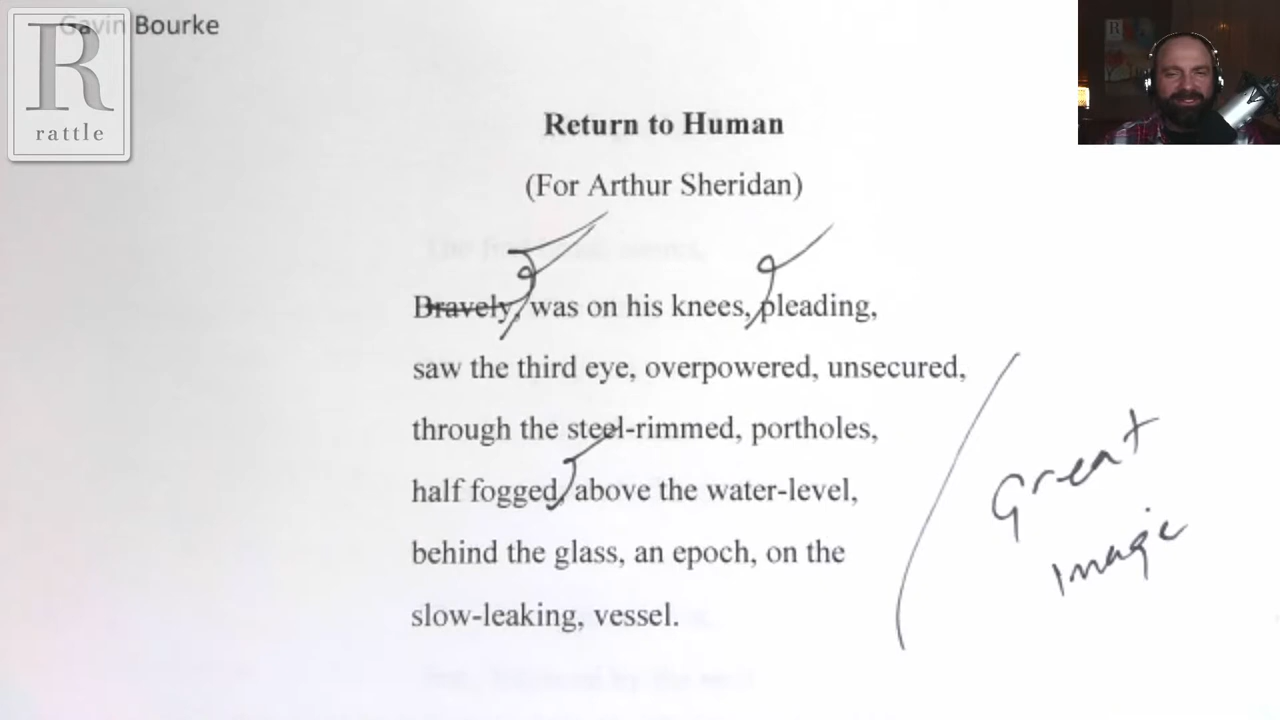 Gavin Bourke
R
rattle
Return to Human
(For Arthur Sheridan)
Bravely, was on his knees, pleading,
saw the third eye, overpowered, unsecured,
through the steel-rimmed, portholes,
half fogged, above the water-level,
behind the glass, an epoch, on the
slow-leaking, vessel.
Great
Image